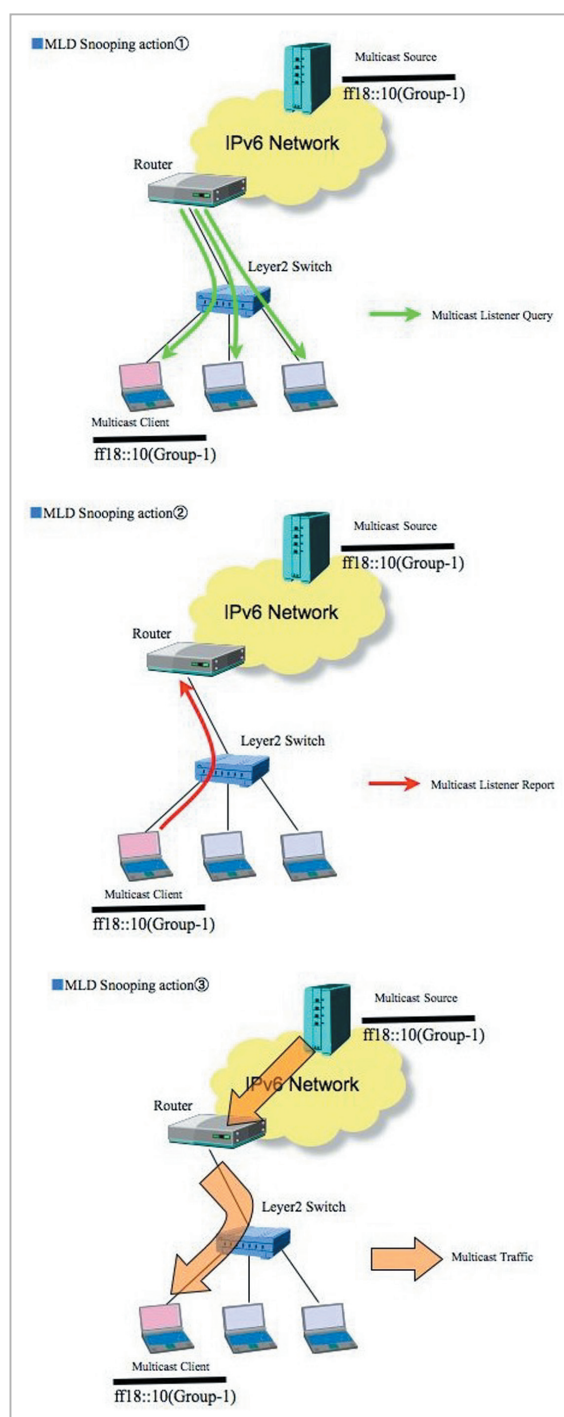 MLD Snooping action①
Multicast Source
ff18::10(Group-1)
IPv6 Network
Router
Leyer2 Switch
Multicast Listener Query
Multicast Client
ff18::10(Group-1)
MLD Snooping action②
Multicast Source
ff18::10(Group-1)
IPv6 Network
Router
Leyer2 Switch
Multicast Listener Report
Multicast Client
ff18::10(Group-1)
MLD Snooping action③
Multicast Source
ff18::10(Group-1)
IPv6 Network
Router
Leyer2 Switch
Multicast Traffic
Multicast Client
ff18::10(Group-1)